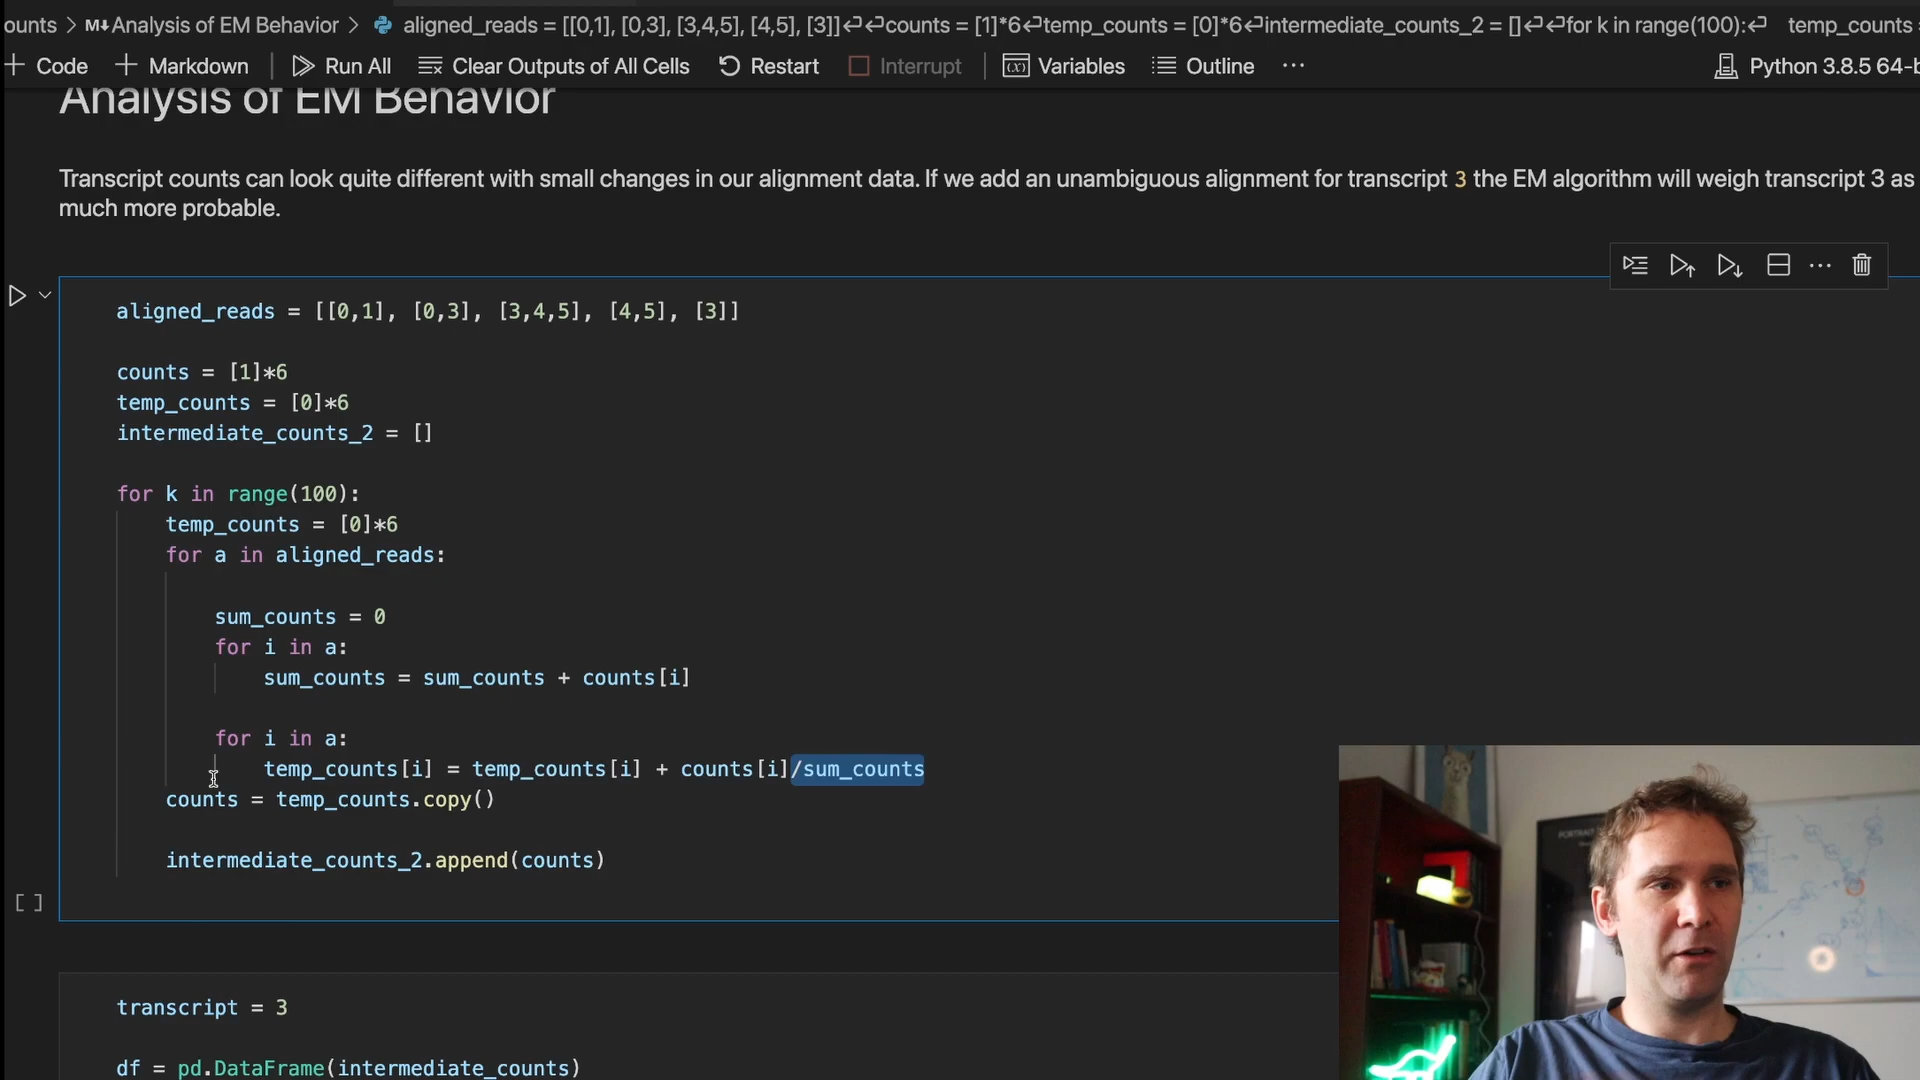 ounts > M↓ Analysis of EM Behavior > aligned_reads = [[0,1], [0,3], [3,4,5], [4,5], [3]]↵↵counts = [1]*6↵temp_counts = [0]*6↵intermediate_counts_2 = []↵↵for k in range(100):↵ temp_counts =
+ Code + Markdown | Run All Clear Outputs of All Cells Restart Interrupt | (x) Variables Outline ··· Python 3.8.5 64-b
Analysis of EM Behavior
Transcript counts can look quite different with small changes in our alignment data. If we add an unambiguous alignment for transcript 3 the EM algorithm will weigh transcript 3 as
much more probable.
aligned_reads = [[0,1], [0,3], [3,4,5], [4,5], [3]]
counts = [1]*6
temp_counts = [0]*6
intermediate_counts_2 = []
for k in range(100):
temp_counts = [0]*6
for a in aligned_reads:
sum_counts = 0
for i in a:
sum_counts = sum_counts + counts[i]
for i in a:
temp_counts[i] = temp_counts[i] + counts[i]/sum_counts
counts = temp_counts.copy()
intermediate_counts_2.append(counts)
[ ]
transcript = 3
df = pd.DataFrame(intermediate_counts)